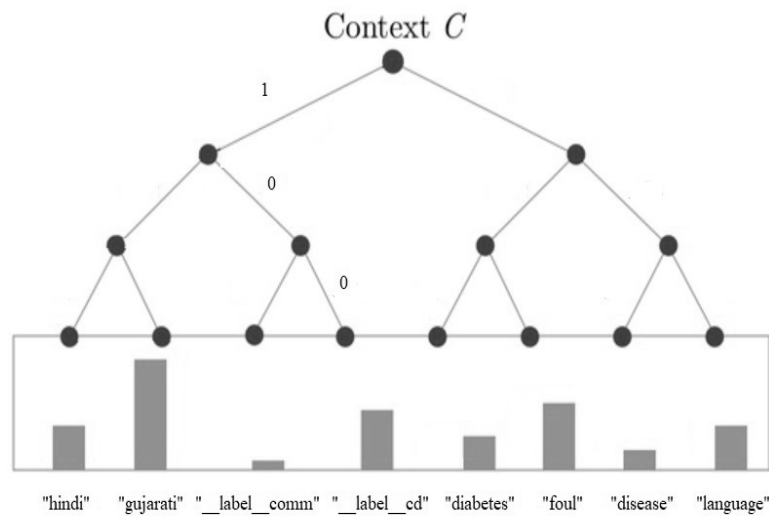 Context C
1
0
0
"hindi" "gujarati" "__label__comm" "__label__cd" "diabetes" "foul" "disease" "language"